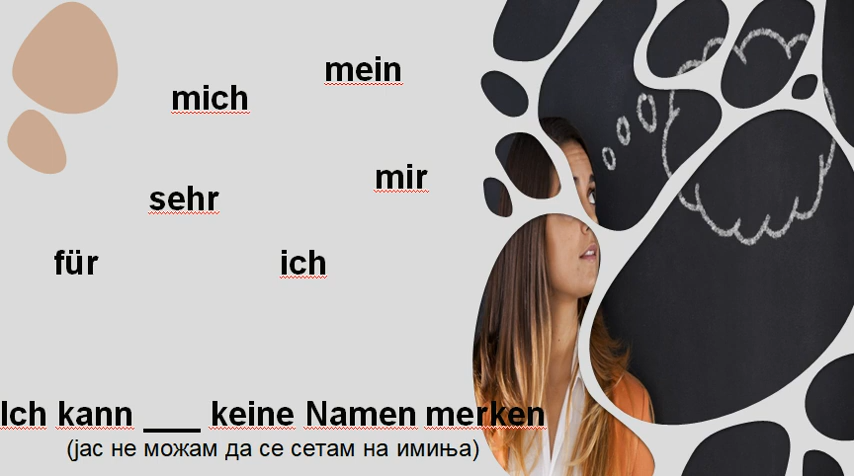 mein
mich
mir
sehr
für
ich
Ich kann ___ keine Namen merken
(јас не можам да се сетам на имиња)